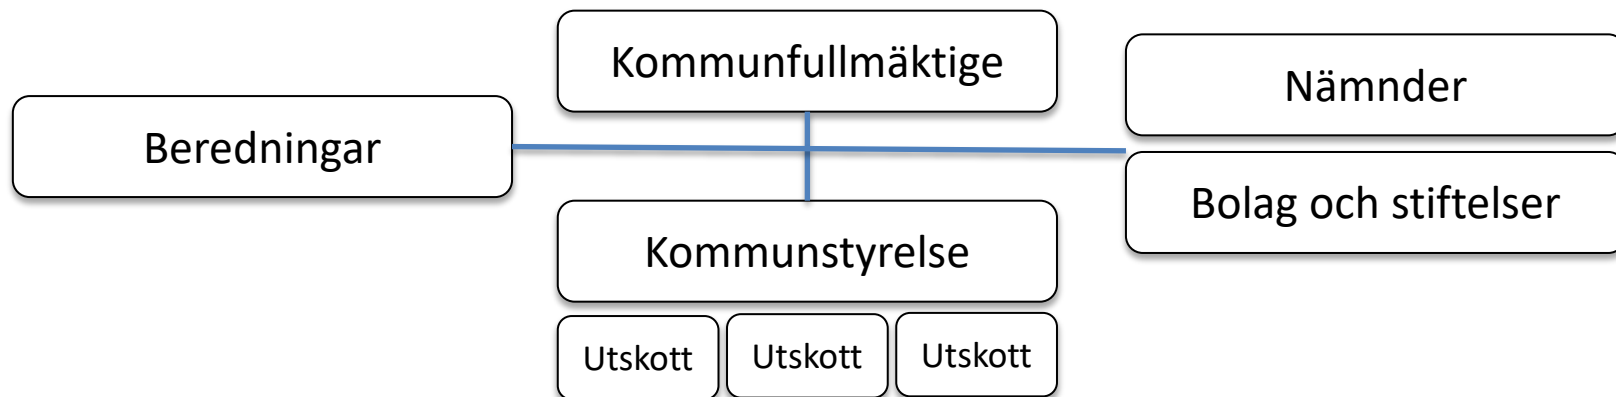 Kommunfullmäktige
Nämnder
Beredningar
Bolag och stiftelser
Kommunstyrelse
Utskott
Utskott
Utskott